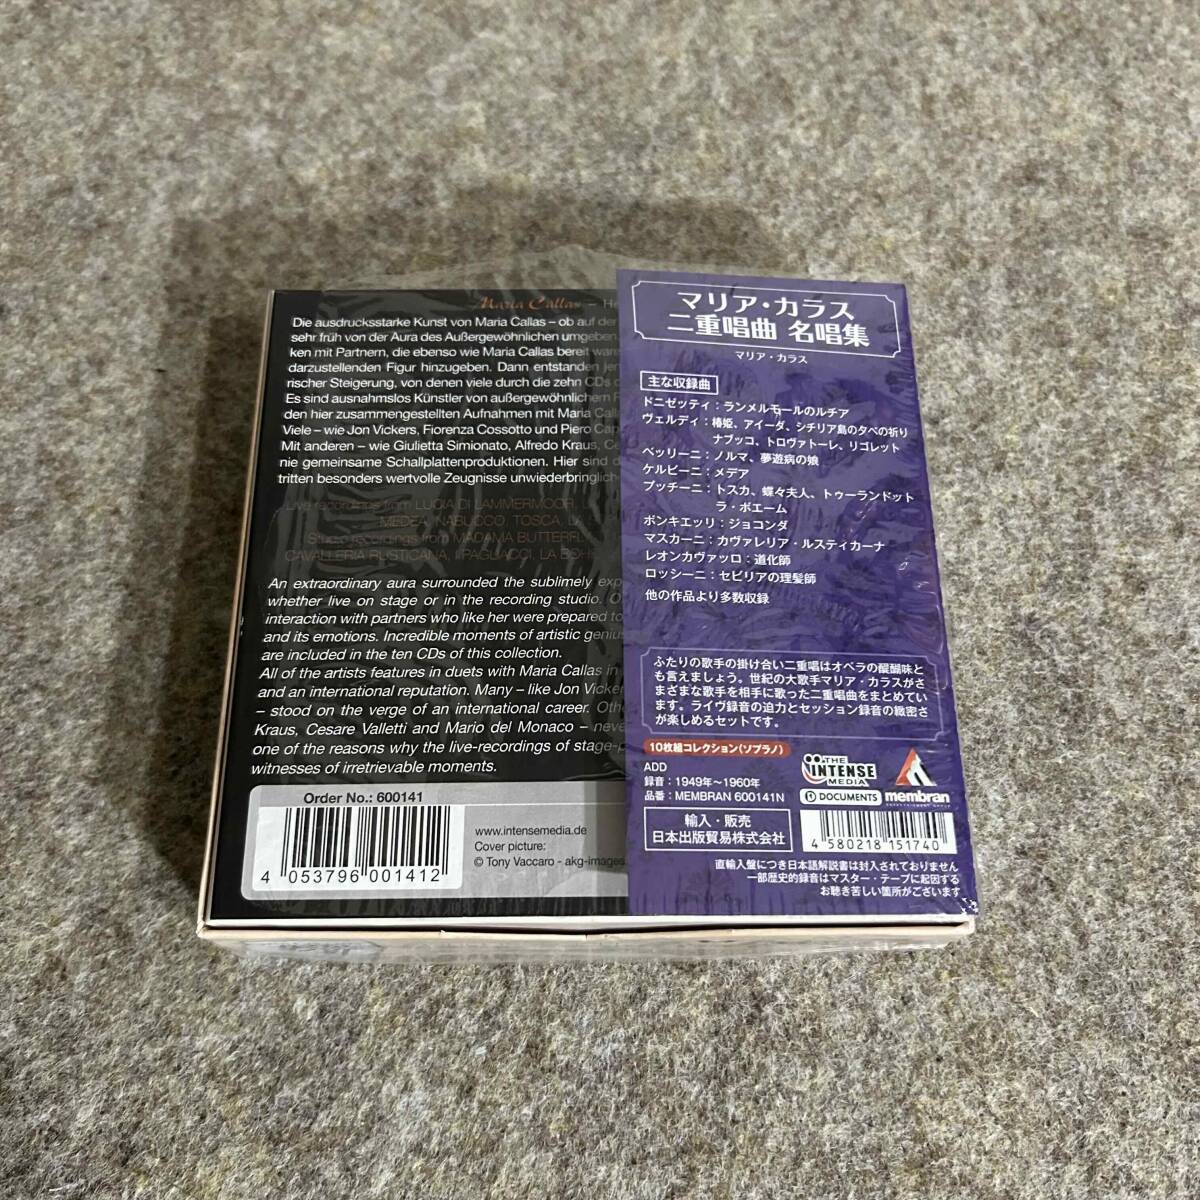 Maria Callas – He
Die ausdrucksstarke Kunst von Maria Callas – ob auf der
sehr früh von der Aura des Außergewöhnlichen umgeben.
ken mit Partnern, die ebenso wie Maria Callas bereit ware
darzustellenden Figur hinzugeben. Dann entstanden jen
rischer Steigerung, von denen viele durch die zehn CDs d
Es sind ausnahmslos Künstler von außergewöhnlichem R
den hier zusammengestellten Aufnahmen mit Maria Call
Viele – wie Jon Vickers, Fiorenza Cossotto und Piero Cap
Mit anderen – wie Giulietta Simionato, Alfredo Kraus, C
nie gemeinsame Schallplattenproduktionen. Hier sind d
tritten besonders wertvolle Zeugnisse unwiederbringlich
Live recordings from LUCIA DI LAMMERMOOR,
MEDEA, NABUCCO, TOSCA,
Studio recordings from MADAMA BUTTERFL
CAVALLERIA RUSTICANA, I PAGLIACCI, LA BOHÈ
An extraordinary aura surrounded the sublimely exp
whether live on stage or in the recording studio. O
interaction with partners who like her were prepared to
and its emotions. Incredible moments of artistic genius
are included in the ten CDs of this collection.
All of the artists features in duets with Maria Callas in
and an international reputation. Many – like Jon Vicker
– stood on the verge of an international career. Othe
Kraus, Cesare Valletti and Mario del Monaco – neve
one of the reasons why the live-recordings of stage-p
witnesses of irretrievable moments.
Order No.: 600141
4 053796 001412
www.intensemedia.de
Cover picture:
© Tony Vaccaro - akg-images.
マリア・カラス
二重唱曲 名唱集
マリア・カラス
主な収録曲
ドニゼッティ：ランメルモールのルチア
ヴェルディ：椿姫、アイーダ、シチリア島の夕べの祈り
ナブッコ、トロヴァトーレ、リゴレット
ベッリーニ：ノルマ、夢遊病の娘
ケルビーニ：メデア
プッチーニ：トスカ、蝶々夫人、トゥーランドット
ラ・ボエーム
ポンキエッリ：ジョコンダ
マスカーニ：カヴァレリア・ルスティカーナ
レオンカヴァッロ：道化師
ロッシーニ：セビリアの理髪師
他の作品より多数収録
ふたりの歌手の掛け合い二重唱はオペラの醍醐味と
も言えましょう。世紀の大歌手マリア・カラスがさ
まざまな歌手を相手に歌った二重唱曲をまとめてい
ます。ライヴ録音の迫力とセッション録音の緻密さ
が楽しめるセットです。
10枚組コレクション(ソプラノ)
ADD
録音：1949年～1960年
品番：MEMBRAN 600141N
THE
INTENSE
MEDIA
DOCUMENTS
membran
ENTERTAINMENT GROUP
輸入・販売
日本出版貿易株式会社
4 580218 151740
直輸入盤につき日本語解説書は封入されておりません
一部歴史的録音はマスター・テープに起因する
お聴き苦しい箇所がございます